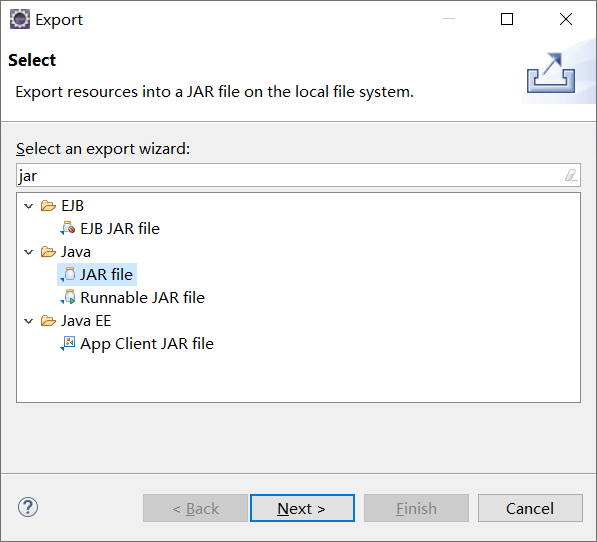 Export
Select
Export resources into a JAR file on the local file system.
Select an export wizard:
jar
EJB
EJB JAR file
Java
JAR file
Runnable JAR file
Java EE
App Client JAR file
? < Back Next > Finish Cancel